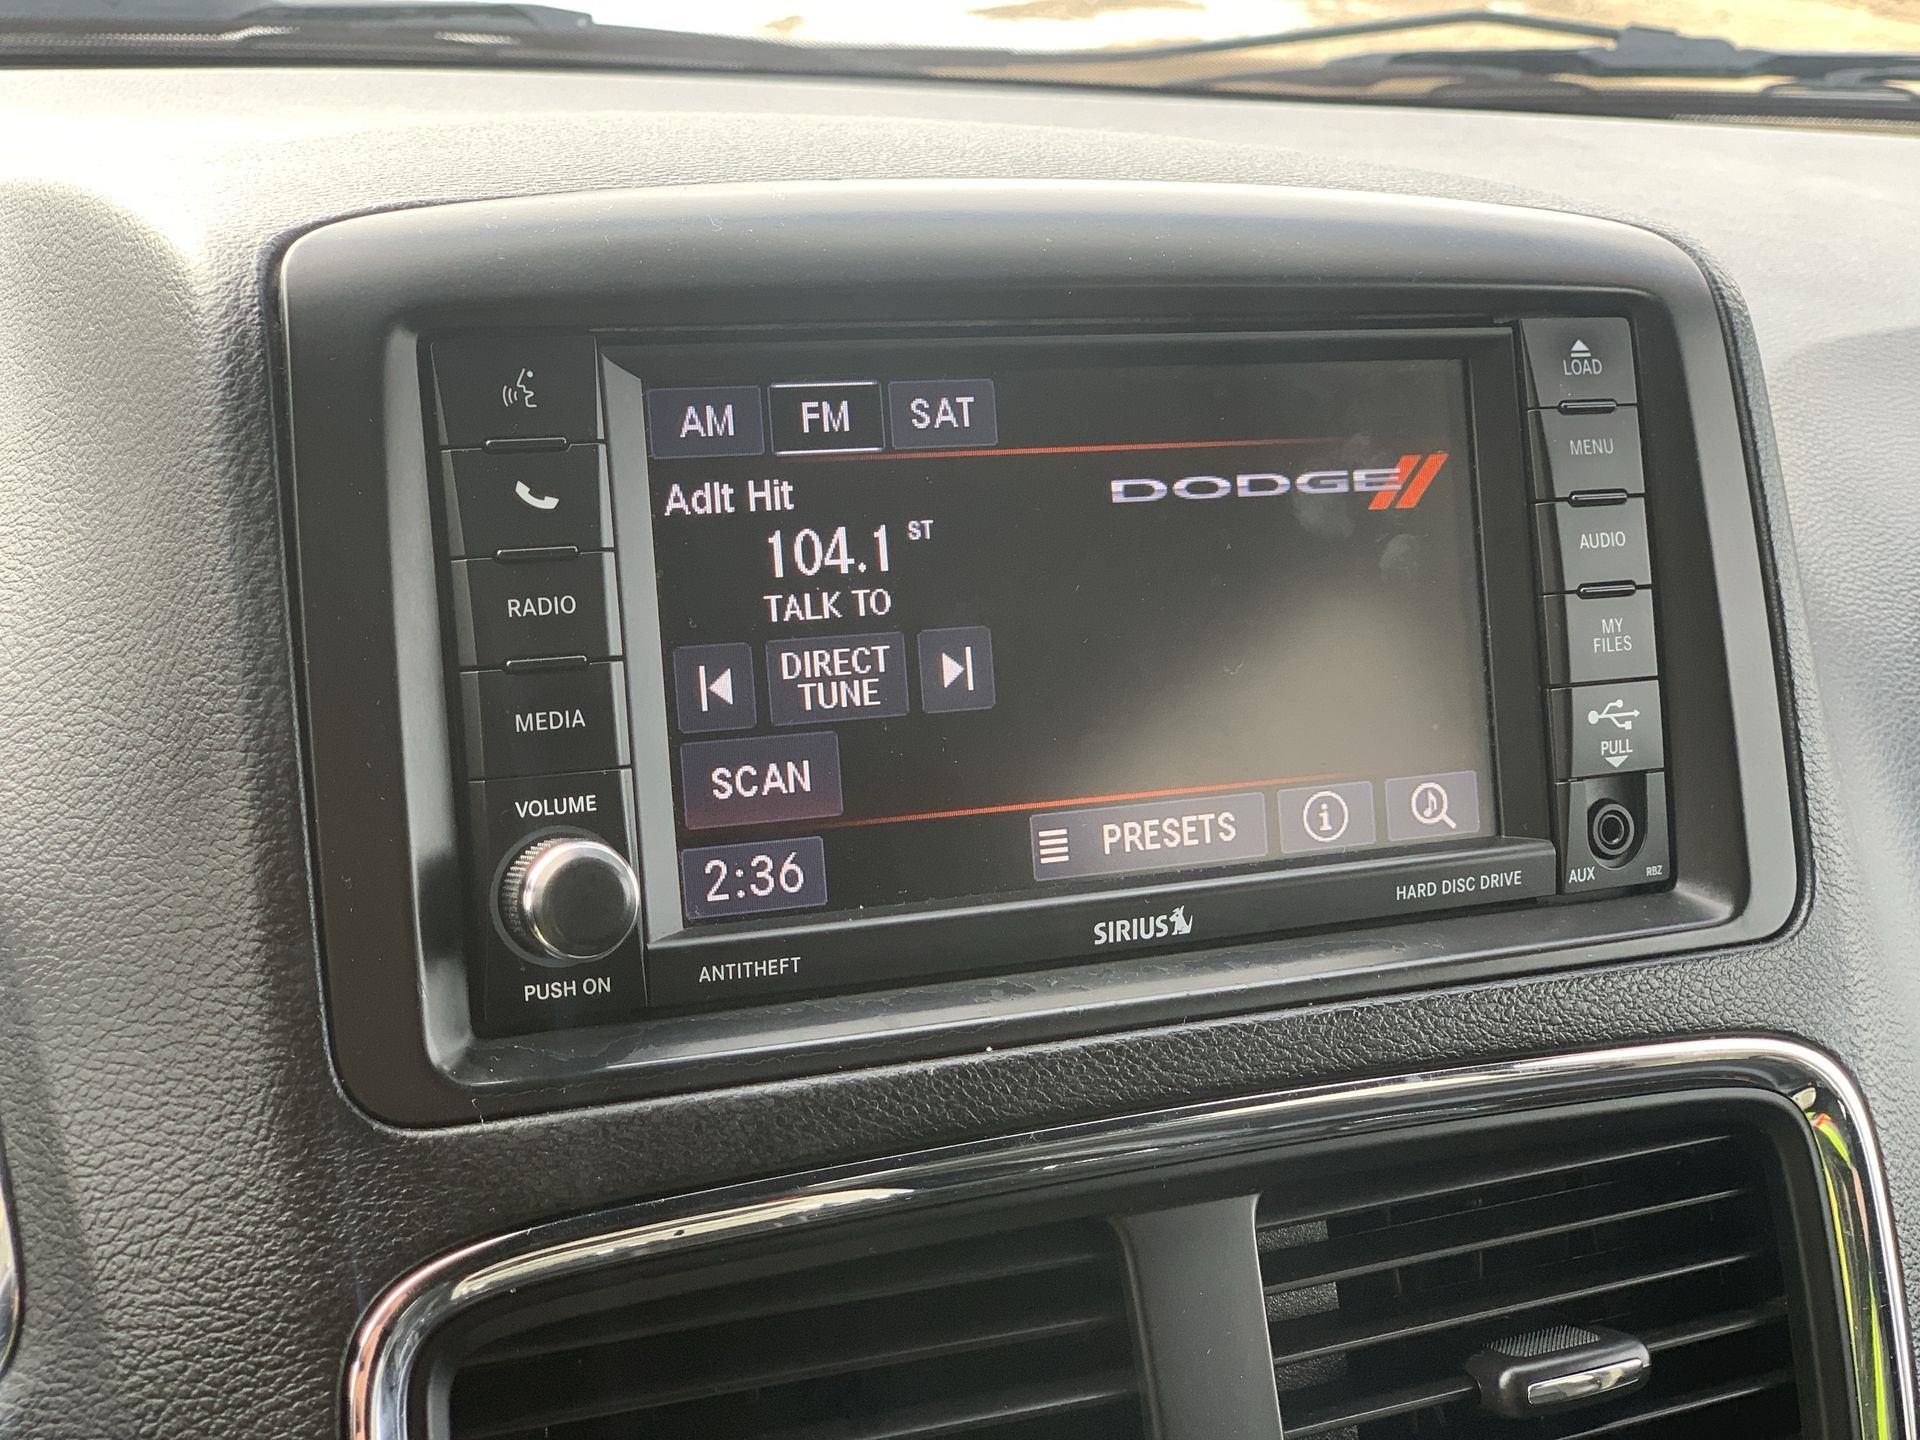 AM FM SAT
Adlt Hit
DODGE
104.1 ST
TALK TO
DIRECT
TUNE
SCAN
2:36
PRESETS
i
RADIO
MEDIA
VOLUME
PUSH ON
ANTITHEFT
SIRIUS
HARD DISC DRIVE
LOAD
MENU
AUDIO
MY
FILES
PULL
AUX
RBZ